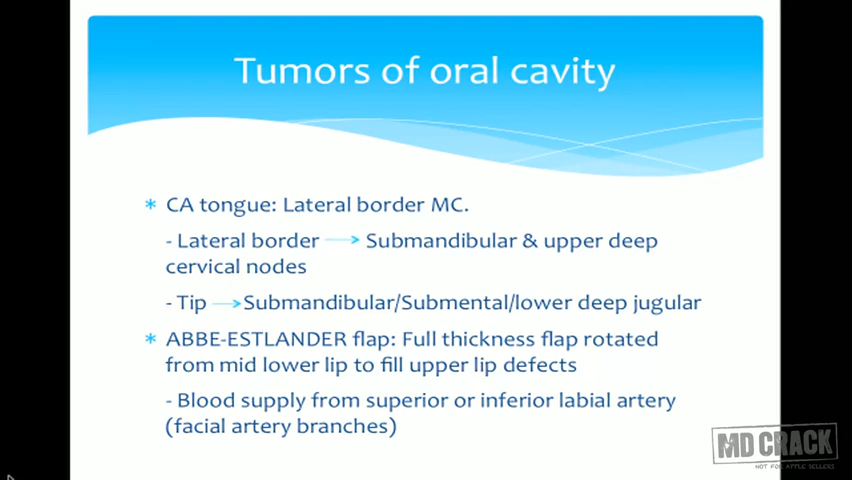 Tumors of oral cavity
* CA tongue: Lateral border MC.
- Lateral border → Submandibular & upper deep
cervical nodes
- Tip → Submandibular/Submental/lower deep jugular
* ABBE-ESTLANDER flap: Full thickness flap rotated
from mid lower lip to fill upper lip defects
- Blood supply from superior or inferior labial artery
(facial artery branches)
MD CRACK
NOT FOR APPLE SELLERS